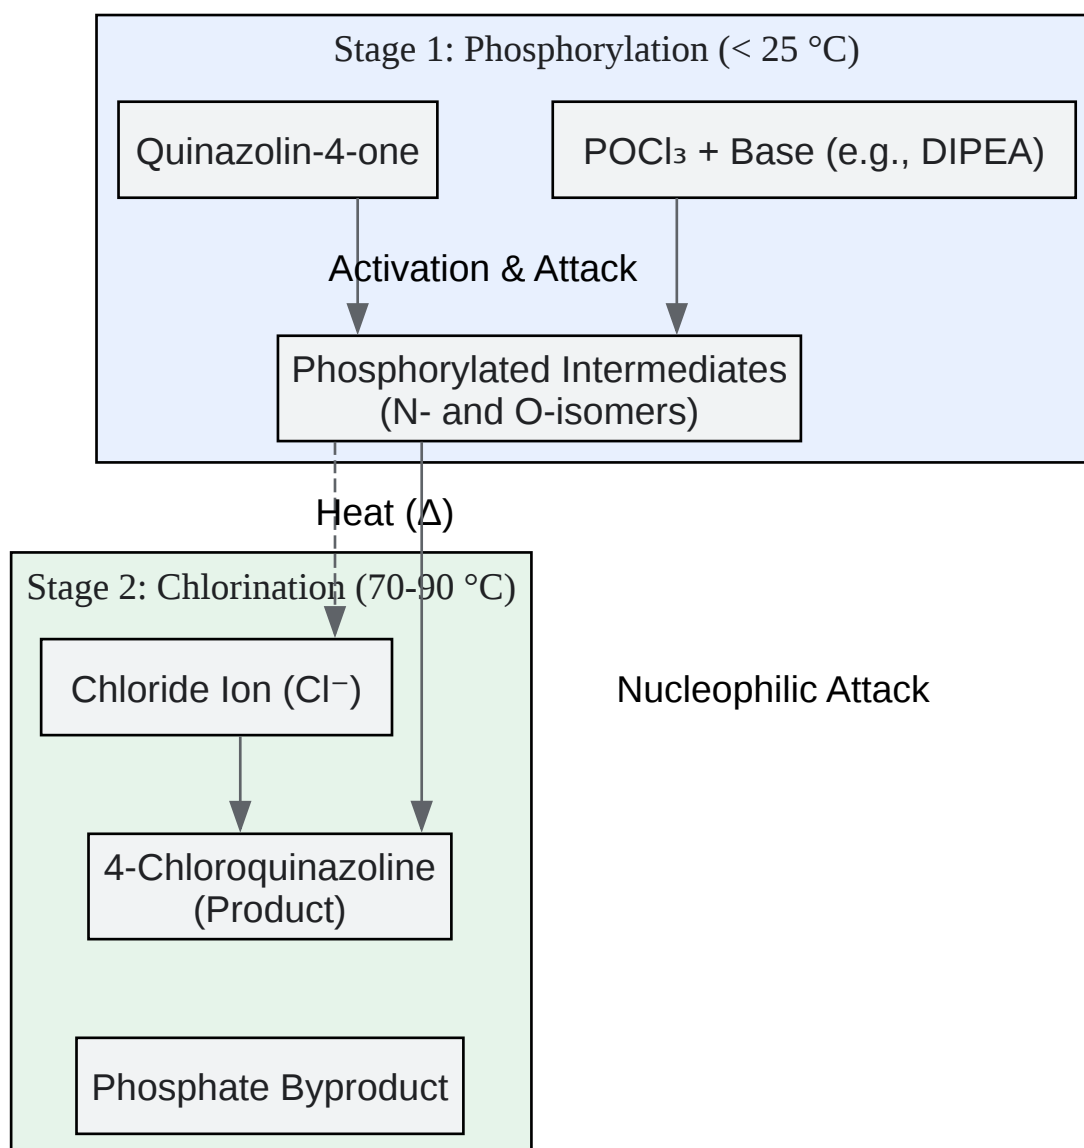 Stage 1: Phosphorylation (< 25 °C)
Quinazolin-4-one
POCl₃ + Base (e.g., DIPEA)
Activation & Attack
Phosphorylated Intermediates
(N- and O-isomers)
Heat (Δ)
Stage 2: Chlorination (70-90 °C)
Chloride Ion (Cl⁻)
Nucleophilic Attack
4-Chloroquinazoline
(Product)
Phosphate Byproduct